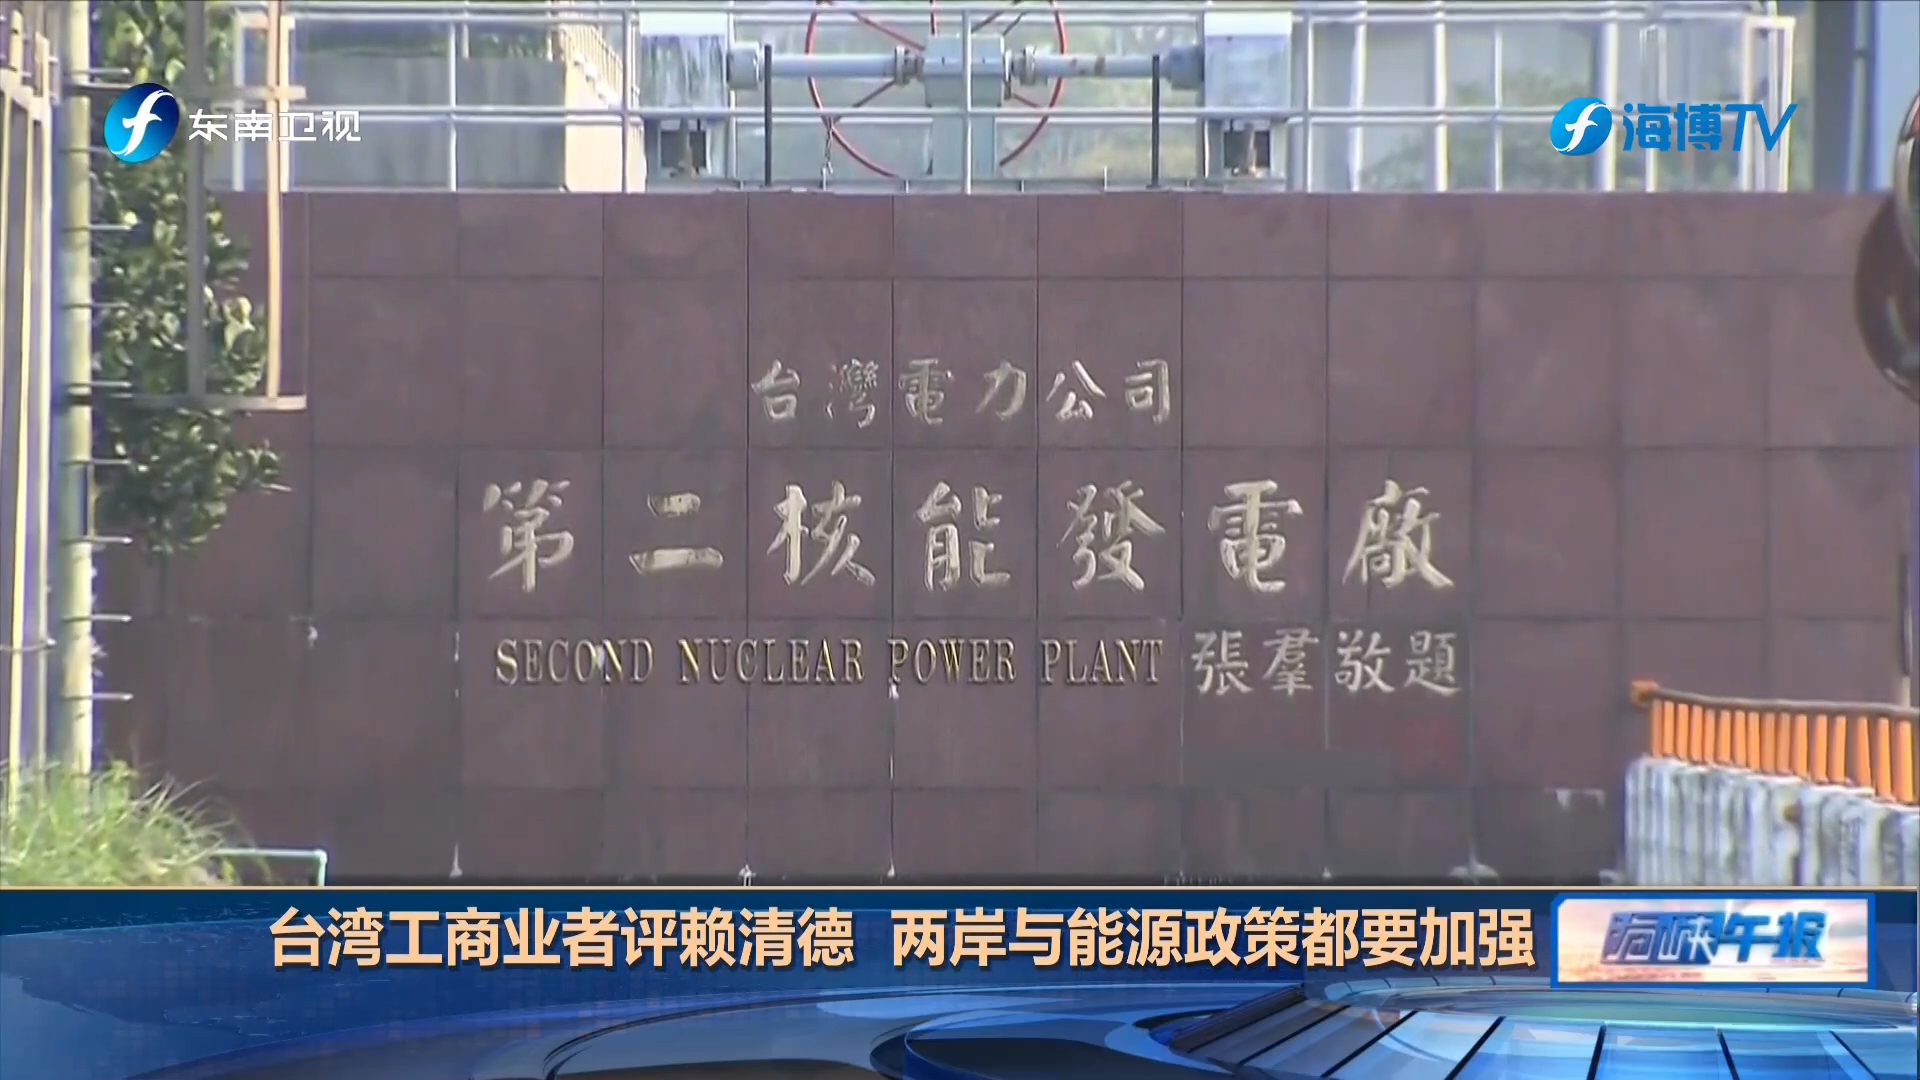 东南卫视
海博TV
台灣電力公司
第二核能發電廠
SECOND NUCLEAR POWER PLANT 張羣敬題
台湾工商业者评赖清德 两岸与能源政策都要加强
海峡午报